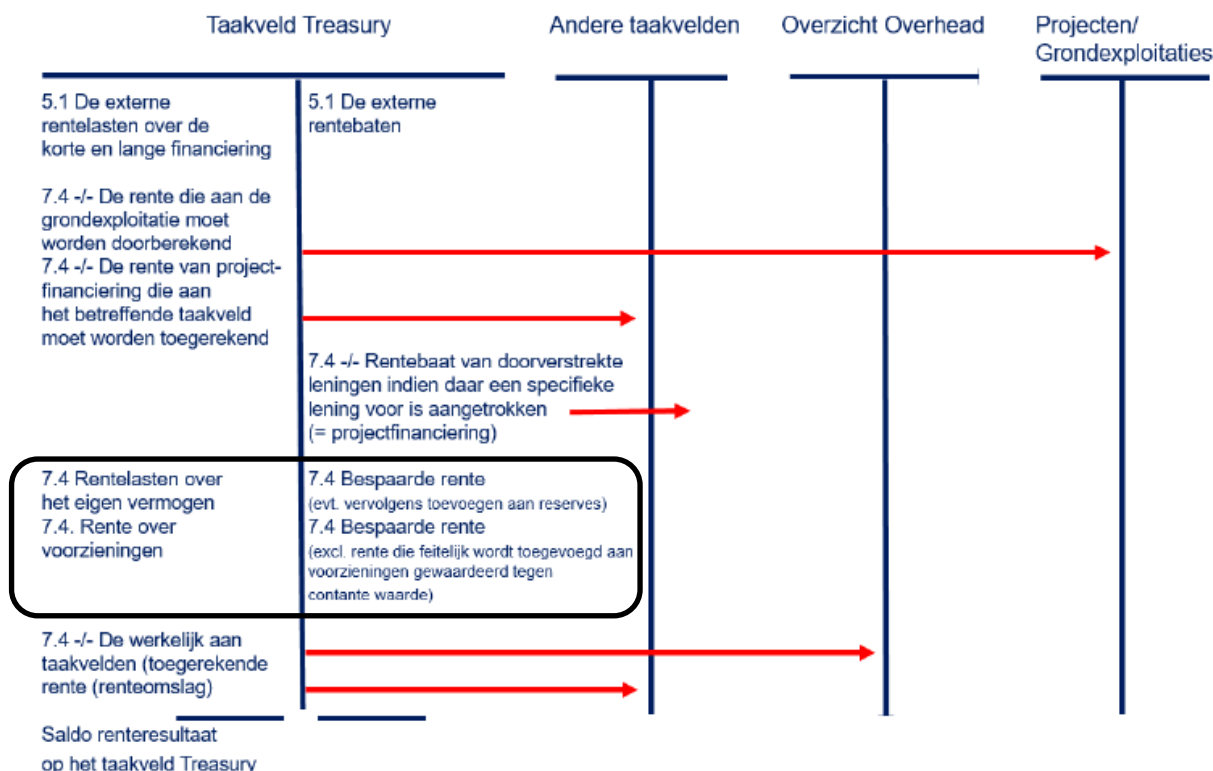 Taakveld Treasury
Andere taakvelden
Overzicht Overhead
Projecten/
Grondexploitaties
5.1 De externe
rentelasten over de
korte en lange financiering
5.1 De externe
rentebaten
7.4 -/- De rente die aan de
grondexploitatie moet
worden doorberekend
7.4 -/- De rente van project-
financiering die aan
het betreffende taakveld
moet worden toegerekend
7.4 -/- Rentebaat van doorverstrekte
leningen indien daar een specifieke
lening voor is aangetrokken
(= projectfinanciering)
7.4 Rentelasten over
het eigen vermogen
7.4. Rente over
voorzieningen
7.4 Bespaarde rente
(evt. vervolgens toevoegen aan reserves)
7.4 Bespaarde rente
(excl. rente die feitelijk wordt toegevoegd aan
voorzieningen gewaardeerd tegen
contante waarde)
7.4 -/- De werkelijk aan
taakvelden (toegerekende
rente (renteomslag)
Saldo renteresultaat
op het taakveld Treasury